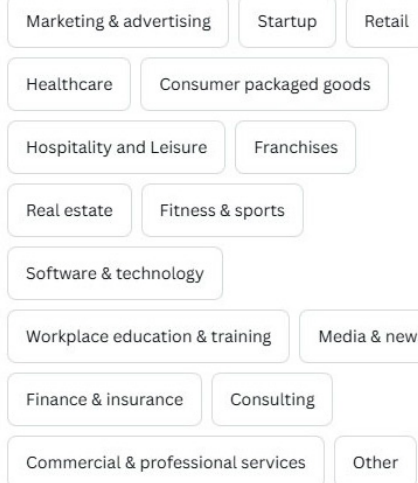 Marketing & advertising Startup Retail
Healthcare Consumer packaged goods
Hospitality and Leisure Franchises
Real estate Fitness & sports
Software & technology
Workplace education & training Media & new
Finance & insurance Consulting
Commercial & professional services Other